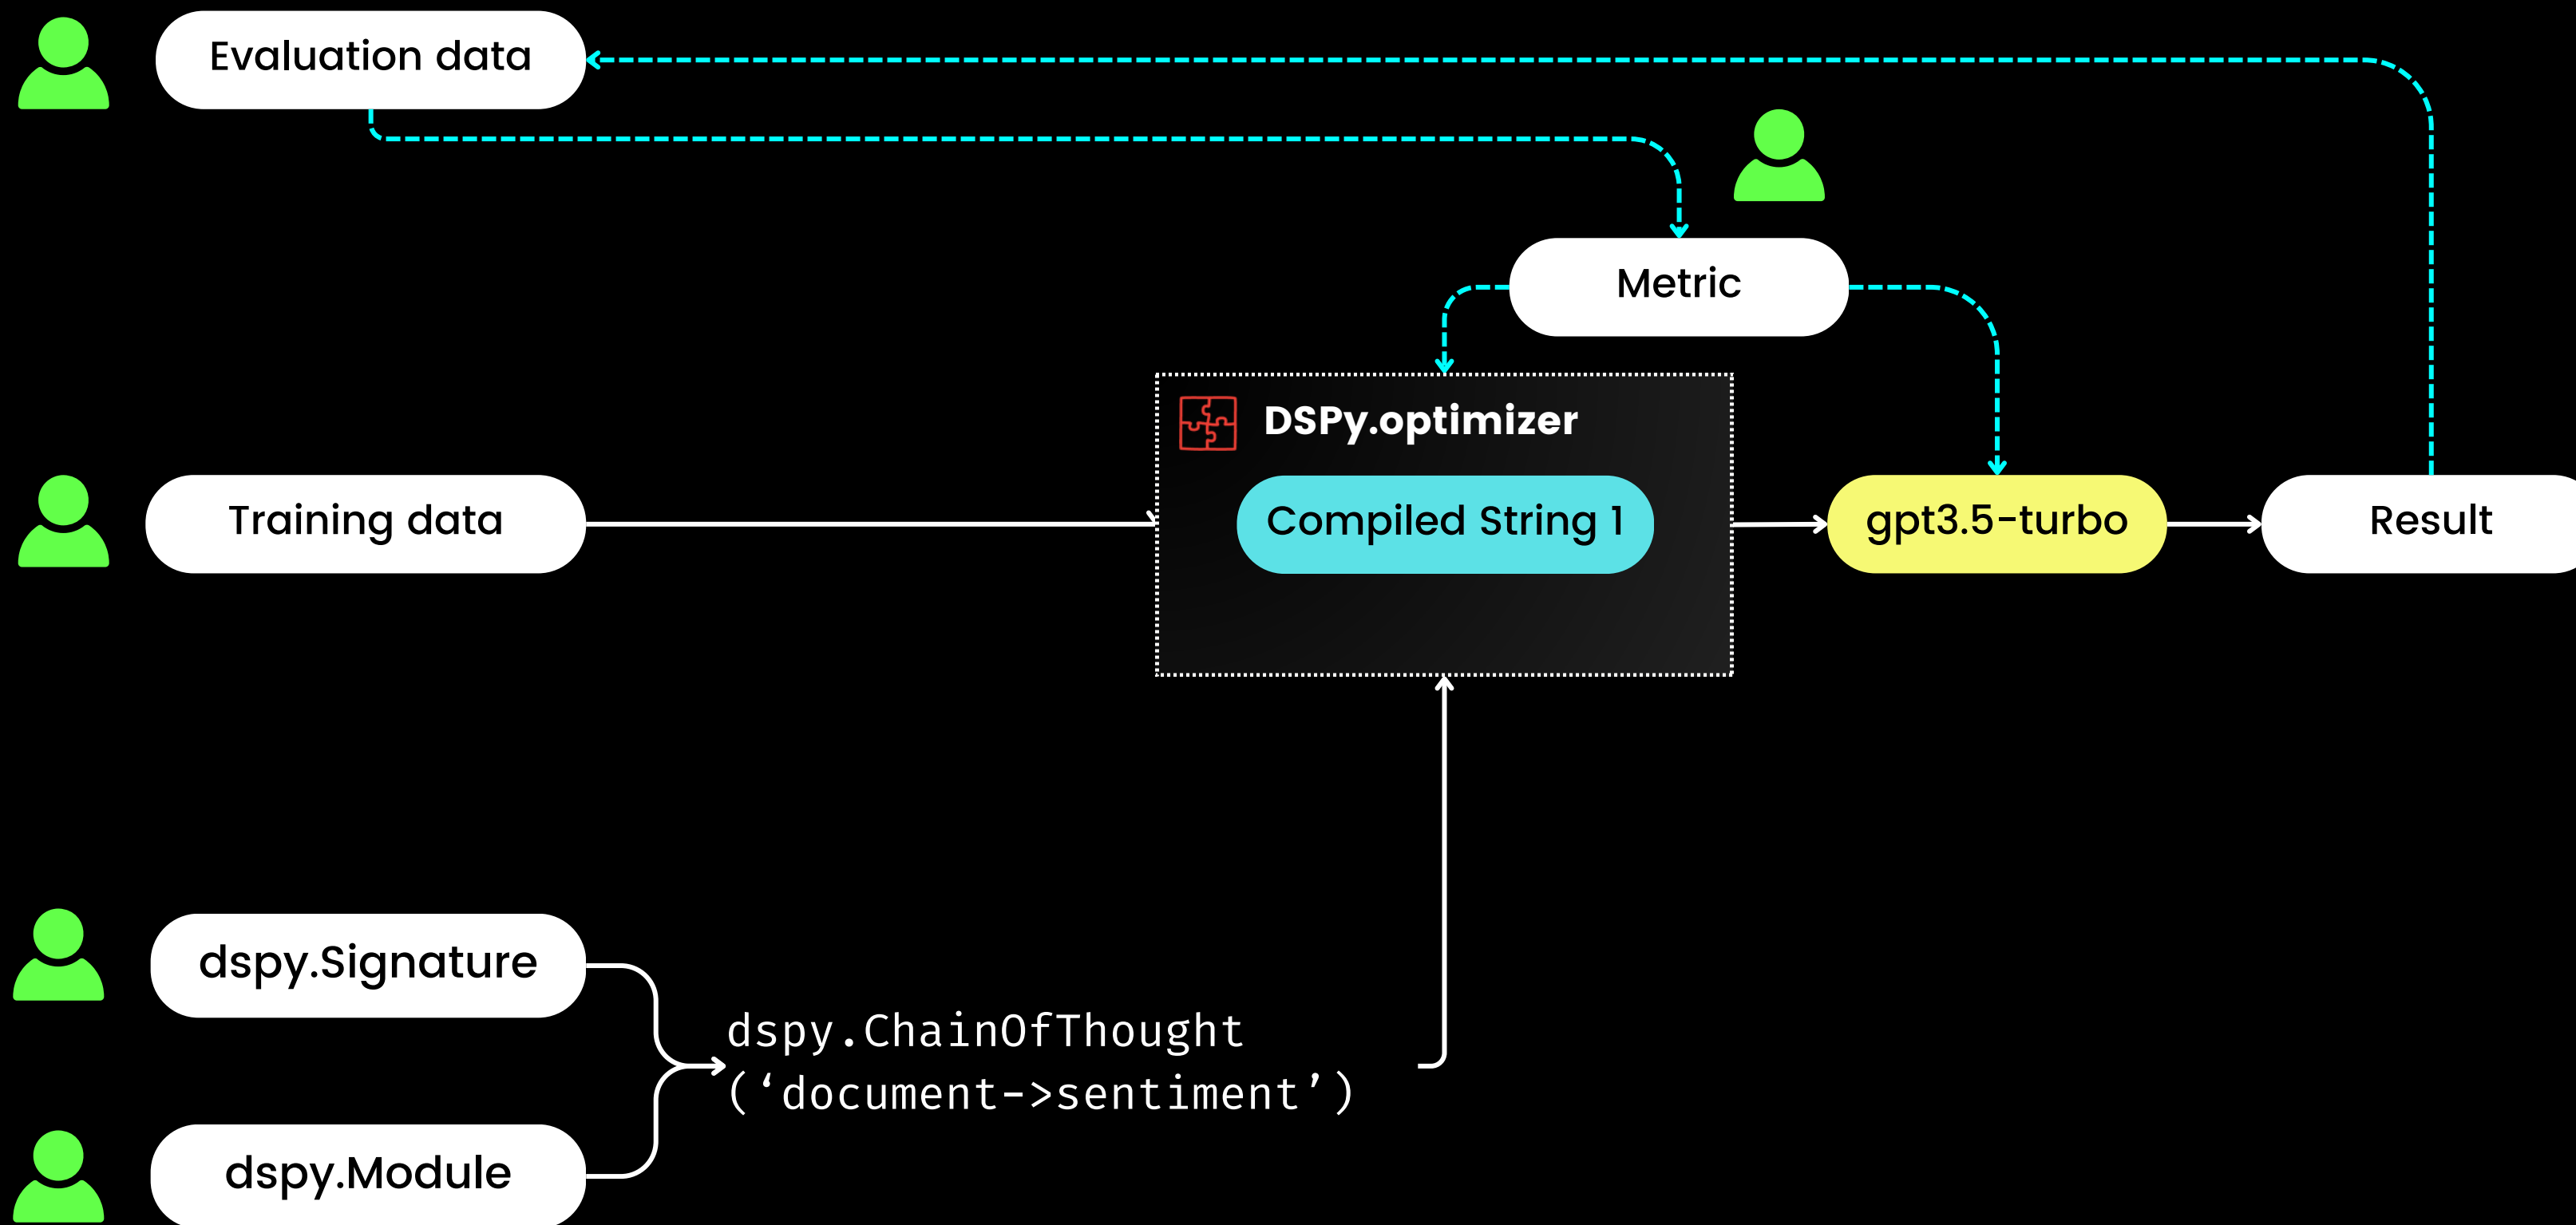 Evaluation data
Metric
DSPy.optimizer
Training data
Compiled String 1
gpt3.5-turbo
Result
dspy.Signature
dspy.ChainOfThought
(‘document->sentiment’)
dspy.Module